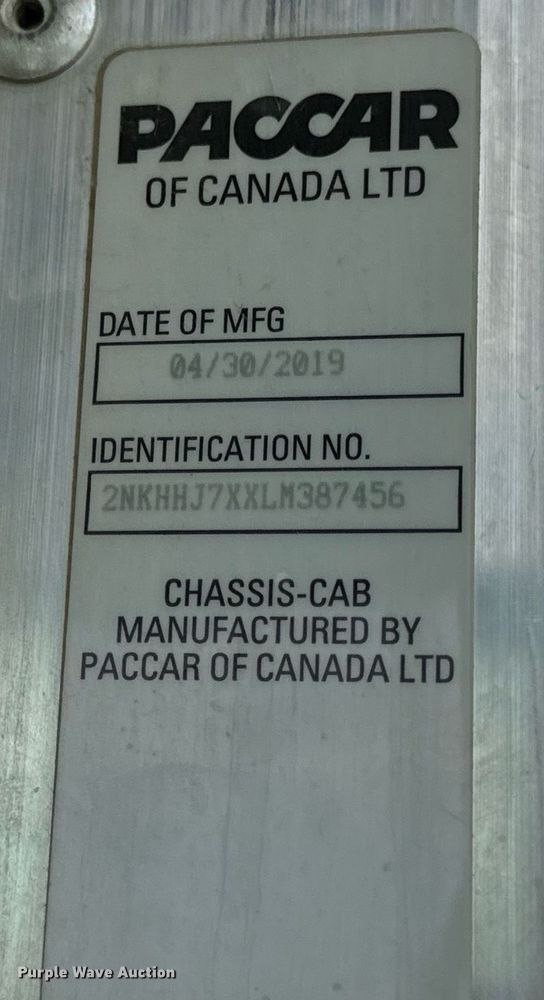 PACCAR
OF CANADA LTD
DATE OF MFG
04/30/2019
IDENTIFICATION NO.
2NKHHJ7XXLM387456
CHASSIS-CAB
MANUFACTURED BY
PACCAR OF CANADA LTD
Purple Wave Auction